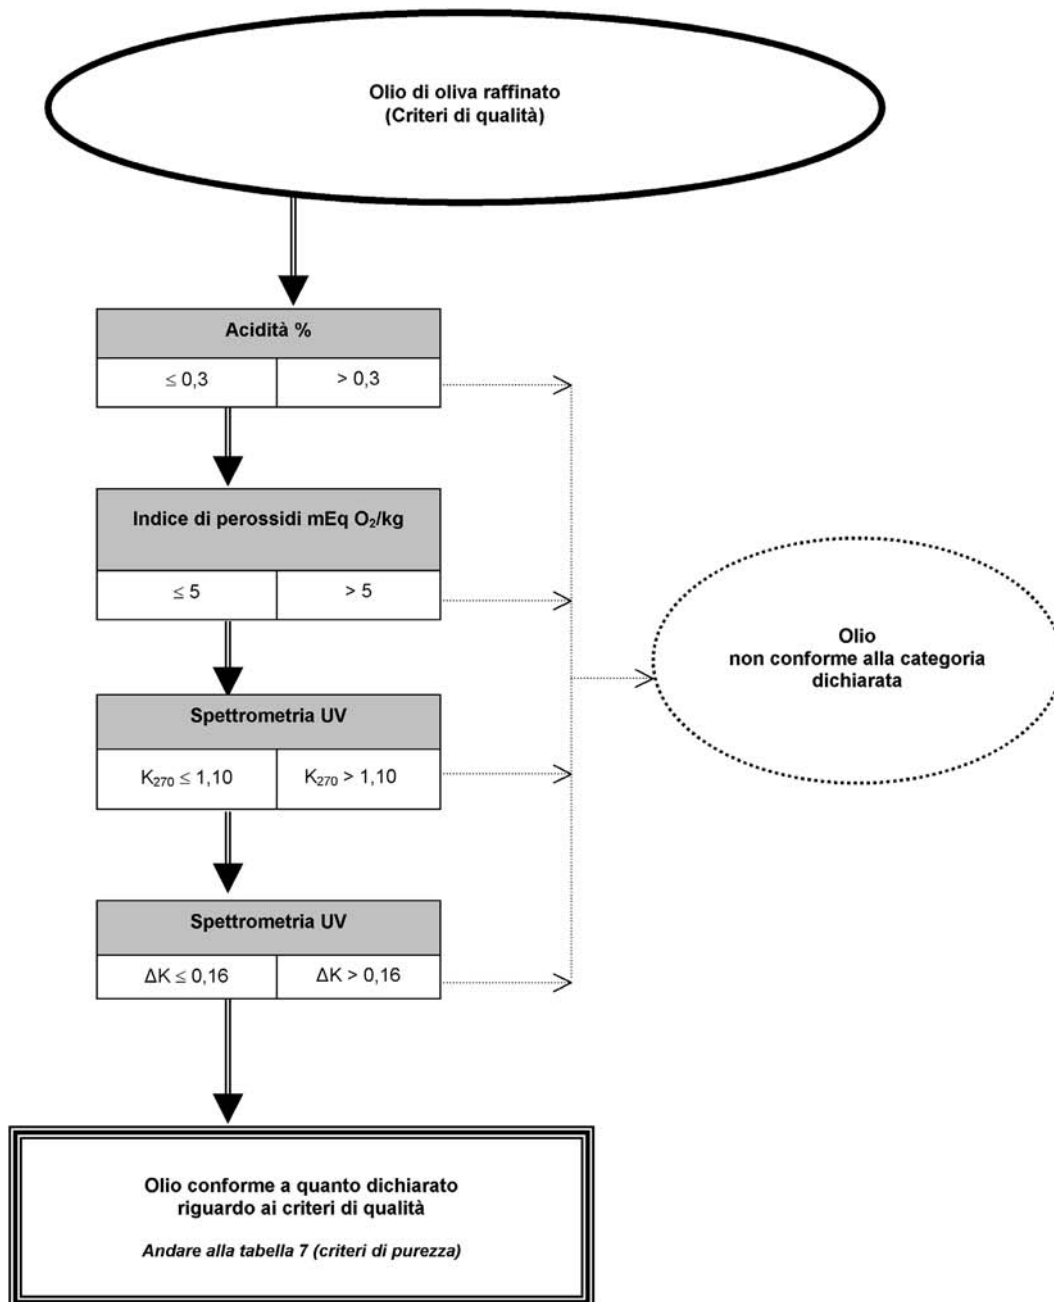 Olio di oliva raffinato
(Criteri di qualità)
Acidità %
≤ 0,3
> 0,3
Indice di perossidi mEq O₂/kg
≤ 5
> 5
Olio
non conforme alla categoria
dichiarata
Spettrometria UV
K₂₇₀ ≤ 1,10
K₂₇₀ > 1,10
Spettrometria UV
ΔK ≤ 0,16
ΔK > 0,16
Olio conforme a quanto dichiarato
riguardo ai criteri di qualità
Andare alla tabella 7 (criteri di purezza)